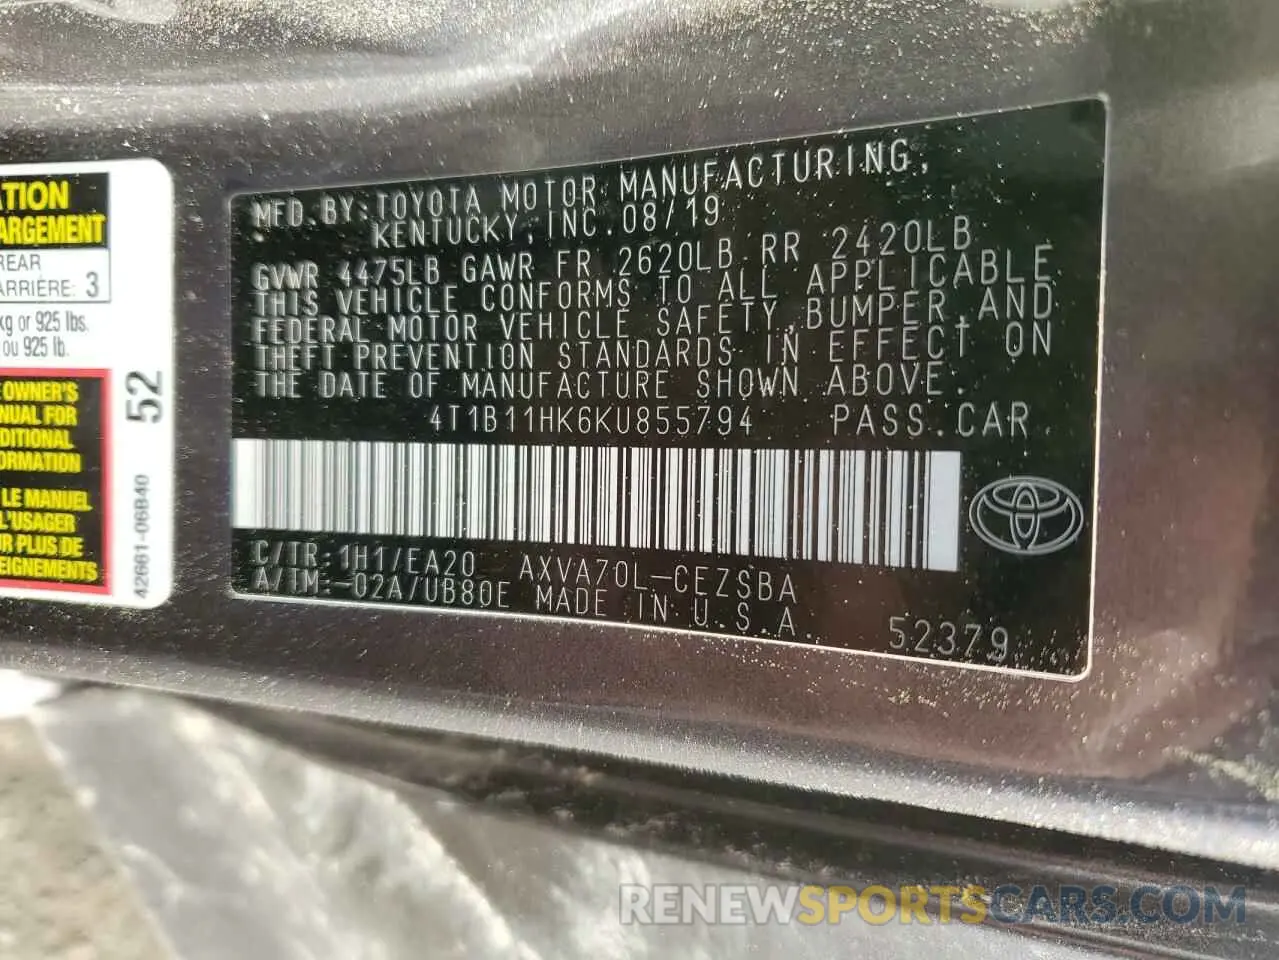 ATION
ARGEMENT
REAR
ARRIÈRE: 3
kg or 925 lbs.
ou 925 lb.
OWNER'S
NUAL FOR
DITIONAL
ORMATION
LE MANUEL
L'USAGER
UR PLUS DE
SEIGNEMENTS
52
42661-06B40
MFD. BY: TOYOTA MOTOR MANUFACTURING,
KENTUCKY, INC. 08/19
GVWR 4475LB GAWR FR 2620LB RR 2420LB
THIS VEHICLE CONFORMS TO ALL APPLICABLE
FEDERAL MOTOR VEHICLE SAFETY, BUMPER, AND
THEFT PREVENTION STANDARDS IN EFFECT ON
THE DATE OF MANUFACTURE SHOWN ABOVE.
4T1B11HK6KU855794 PASS. CAR
C/TR: 1H1/EA20 AXVA70L-CEZSBA
A/TM:-02A/UB80E MADE IN U.S.A.
52379
RENEWSPORTSCARS.COM